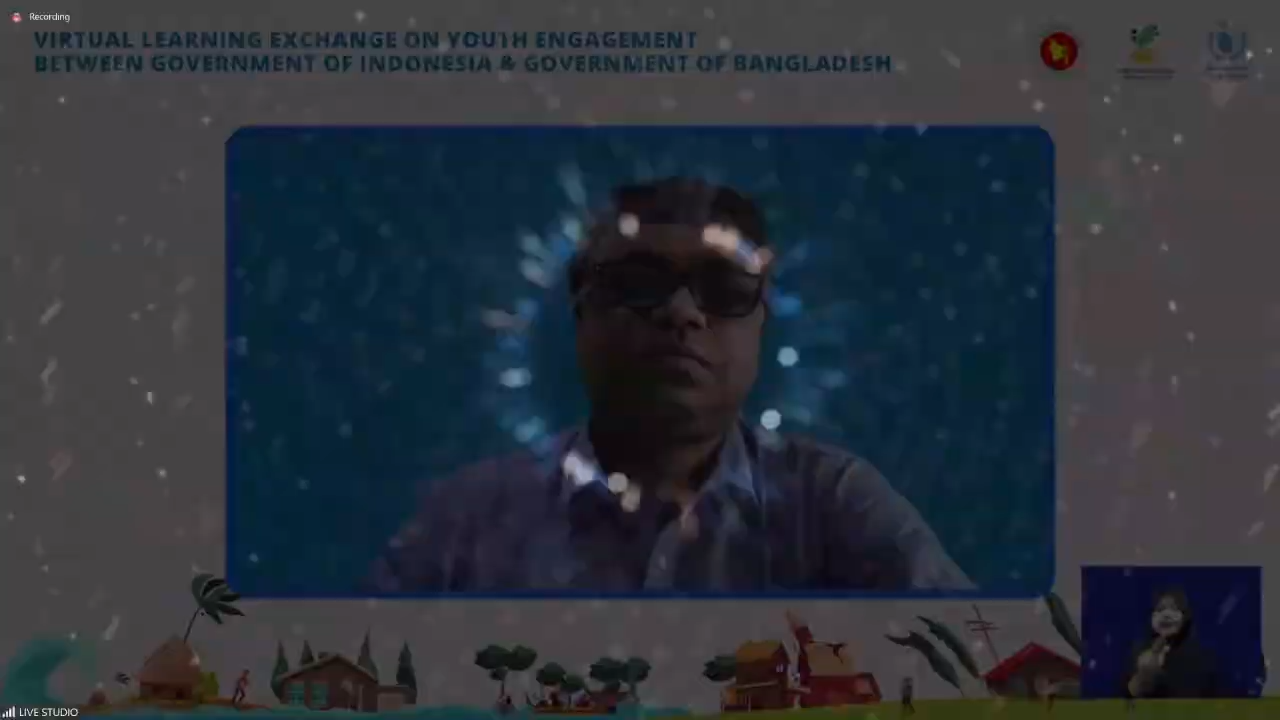 Recording
VIRTUAL LEARNING EXCHANGE ON YOUTH ENGAGEMENT
BETWEEN GOVERNMENT OF INDONESIA & GOVERNMENT OF BANGLADESH
LIVE STUDIO